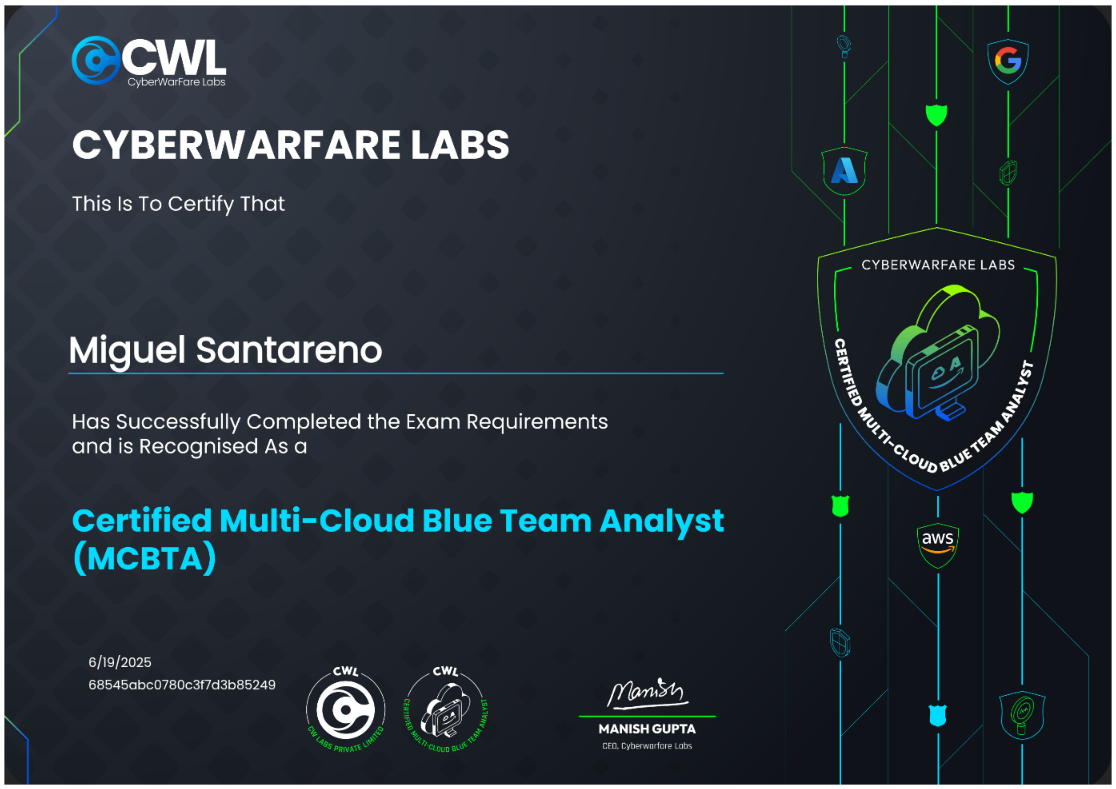 CWL
CyberWarFare Labs
CYBERWARFARE LABS
This Is To Certify That
Miguel Santareno
Has Successfully Completed the Exam Requirements
and is Recognised As a
Certified Multi-Cloud Blue Team Analyst
(MCBTA)
6/19/2025
68545abc0780c3f7d3b85249
CWL
CW LABS PRIVATE LIMITED
CWL
CERTIFIED MULTI-CLOUD BLUE TEAM ANALYST
Manish
MANISH GUPTA
CEO, Cyberwarfare Labs
G
A
CYBERWARFARE LABS
CERTIFIED MULTI-CLOUD BLUE TEAM ANALYST
aws